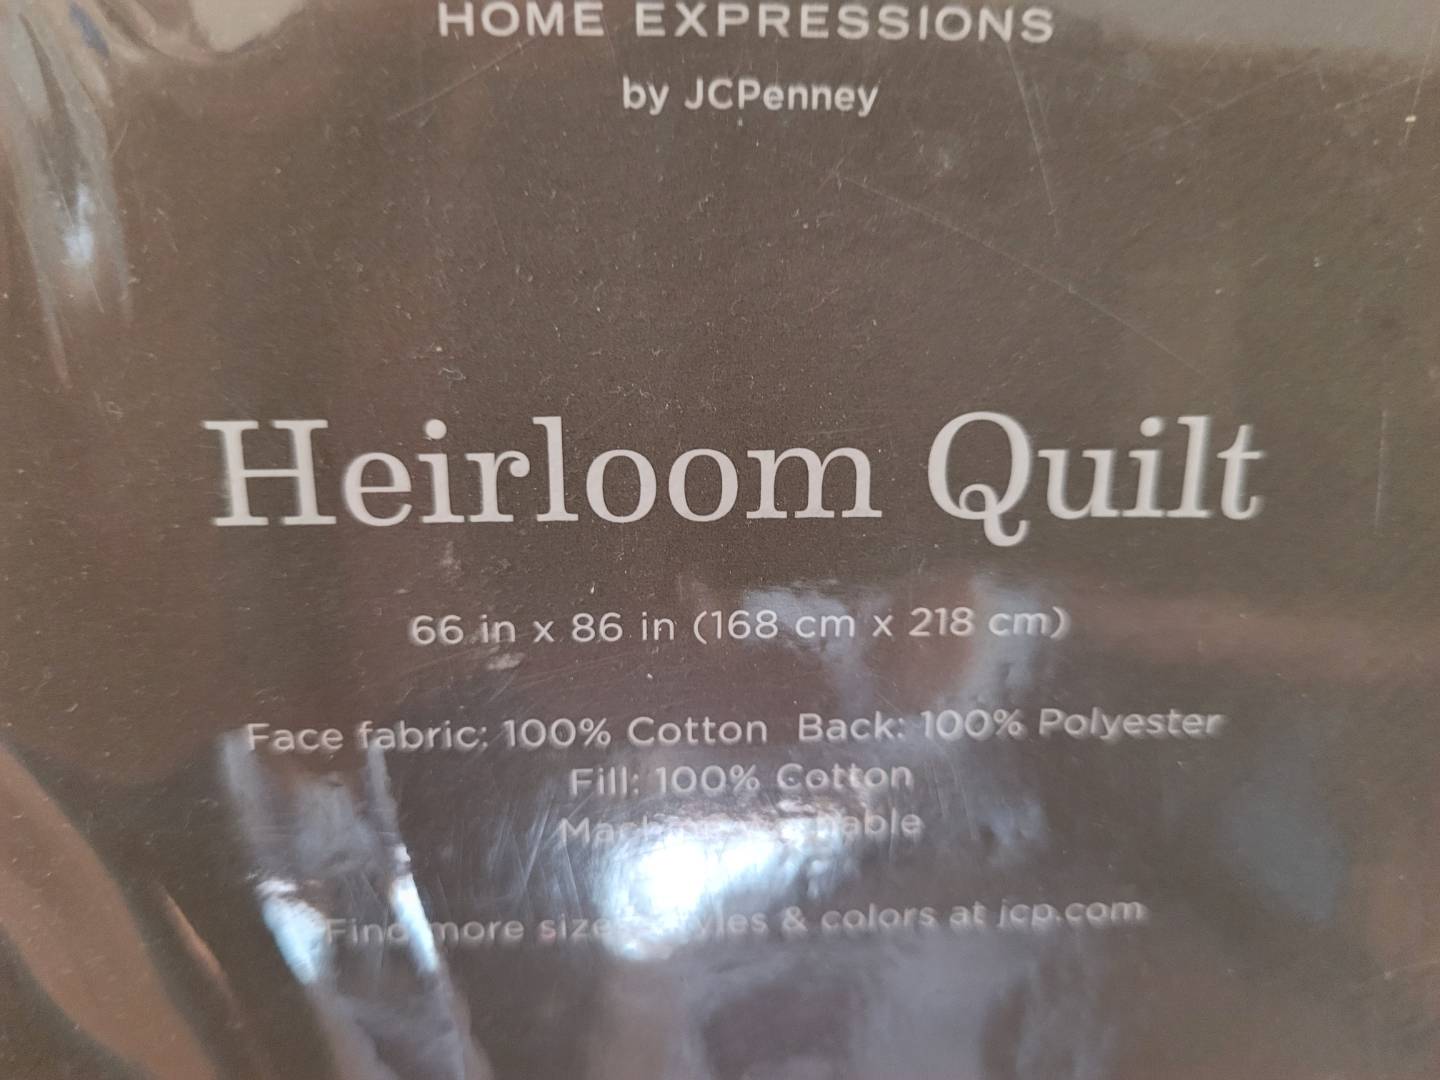 HOME EXPRESSIONS
by JCPenney
Heirloom Quilt
66 in x 86 in (168 cm x 218 cm)
Face fabric: 100% Cotton Back: 100% Polyester
Fill: 100% Cotton
Find more colors at jcp.com